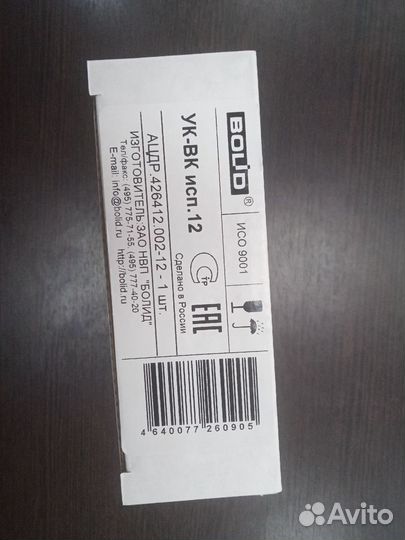 BOLID ®
ИСО 9001
УК-ВК исп.12
Сделано в России
ЕАС
АЦДР.426412.002-12 - 1 шт.
ИЗГОТОВИТЕЛЬ:ЗАО НВП "БОЛИД"
Тел/факс: (495) 775-71-55, (495) 777-40-20
E-mail: info@bolid.ru http://bolid.ru
4 640077 260905
Avito